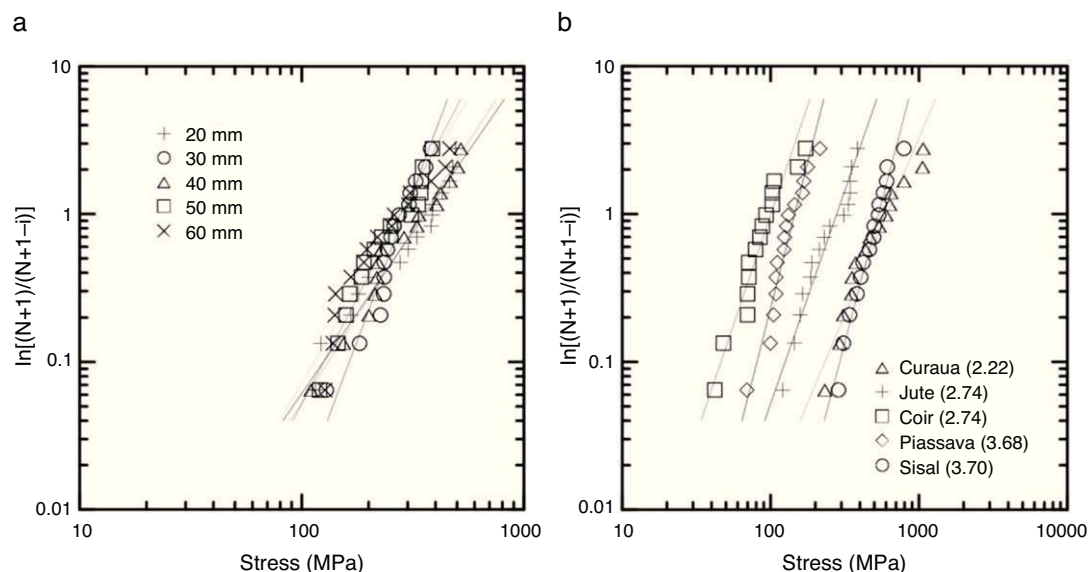 a
10
1
0.1
0.01
ln[(N+1)/(N+1–i)]
20 mm
30 mm
40 mm
50 mm
60 mm
10
100
1000
Stress (MPa)
b
10
1
0.1
0.01
ln[(N+1)/(N+1–i)]
Curaua (2.22)
Jute (2.74)
Coir (2.74)
Piassava (3.68)
Sisal (3.70)
10
100
1000
10000
Stress (MPa)